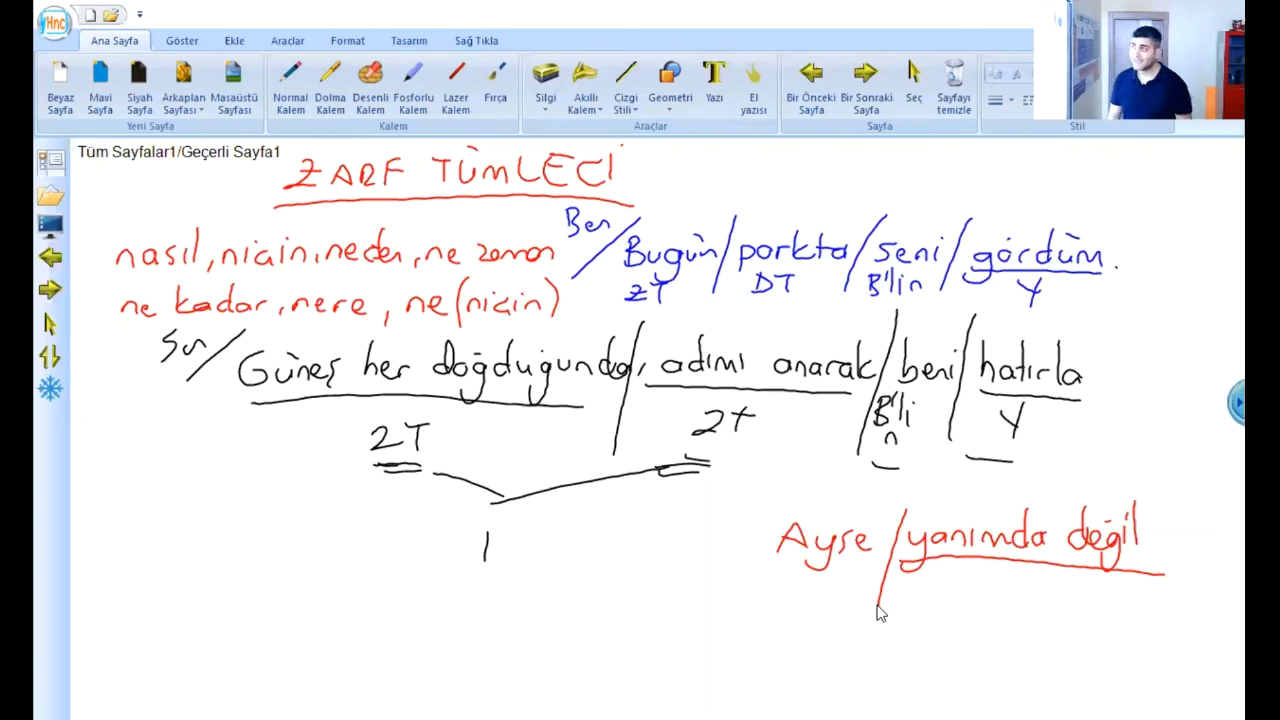 Hnc
Ana Sayfa Göster Ekle Araçlar Format Tasarım Sağ Tıkla
Beyaz Sayfa Mavi Sayfa Siyah Sayfa Arkaplan Sayfası Masaüstü Sayfa
Normal Kalem Dolma Kalem Desenli Kalem Fosforlu Kalem Lazer Kalem Fırça
Silgi Akıllı Kalem Çizgi Stili Geometri Yazı El yazısı
Bir Önceki Sayfa Bir Sonraki Sayfa Seç Sayfayı temizle
Yeni Sayfa Kalem Araçlar Sayfa Stil
Tüm Sayfalar1/Geçerli Sayfa1
ZARF TÜMLECİ
nasıl, niçin, neden, ne zaman
ne kadar, nere, ne (niçin)
Ben/Bugün/parkta/seni/gördüm.
ZT DT B'lin Y
Sen/Güneş her doğduğunda, /adımı anarak/beni/hatırla
ZT ZT B'li n Y
1
Ayşe/yanımda değil